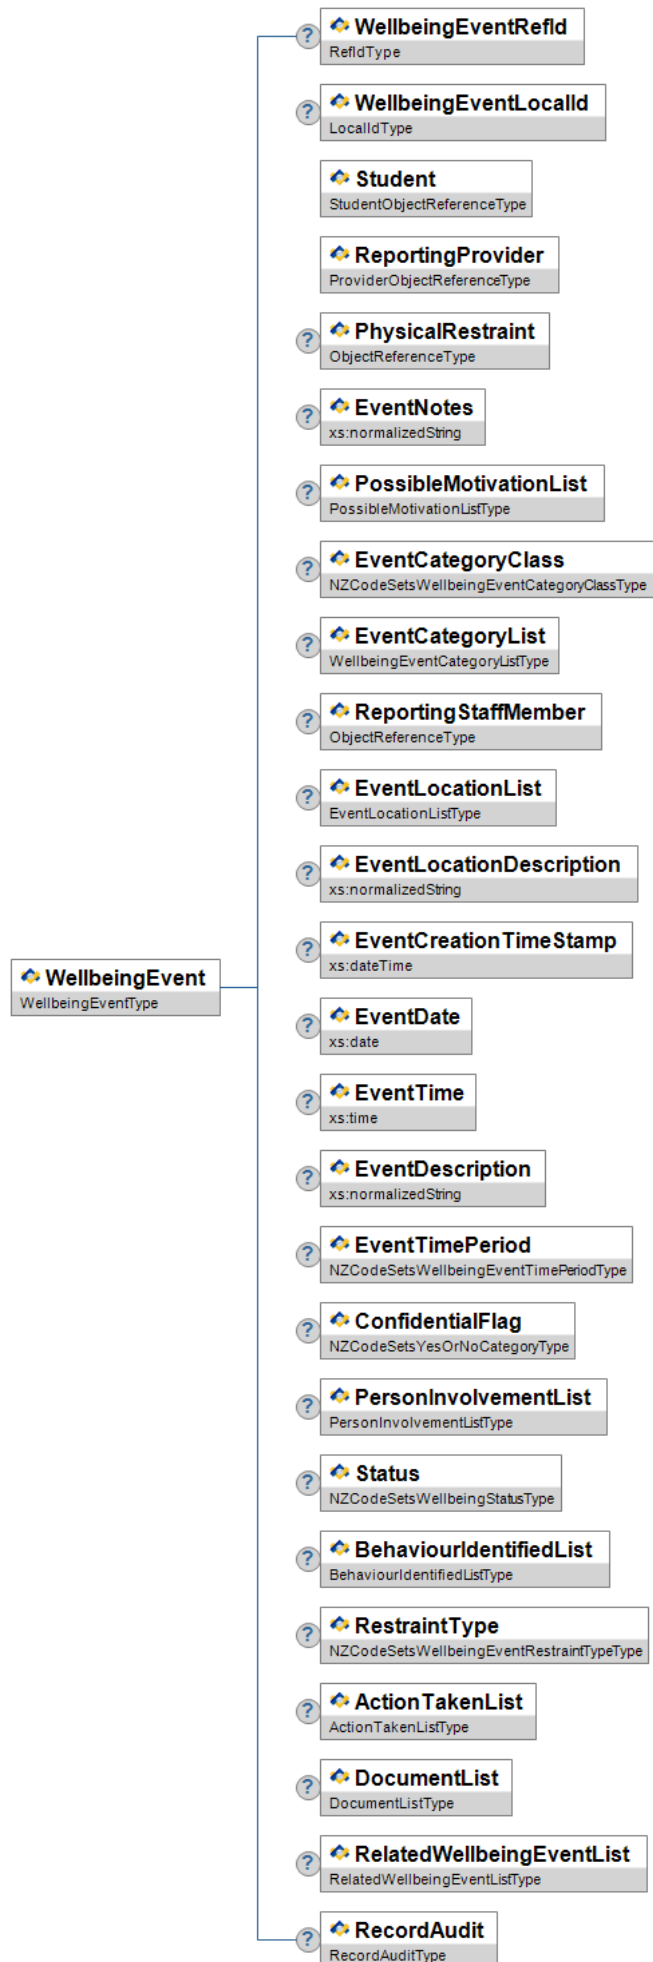 ?
WellbeingEventRefId
RefIdType
?
WellbeingEventLocalId
LocalIdType
Student
StudentObjectReferenceType
ReportingProvider
ProviderObjectReferenceType
?
PhysicalRestraint
ObjectReferenceType
?
EventNotes
xs:normalizedString
?
PossibleMotivationList
PossibleMotivationListType
?
EventCategoryClass
NZCodeSetsWellbeingEventCategoryClassType
?
EventCategoryList
WellbeingEventCategoryListType
?
ReportingStaffMember
ObjectReferenceType
?
EventLocationList
EventLocationListType
?
EventLocationDescription
xs:normalizedString
?
EventCreationTimeStamp
xs:dateTime
WellbeingEvent
WellbeingEventType
?
EventDate
xs:date
?
EventTime
xs:time
?
EventDescription
xs:normalizedString
?
EventTimePeriod
NZCodeSetsWellbeingEventTimePeriodType
?
ConfidentialFlag
NZCodeSetsYesOrNoCategoryType
?
PersonInvolvementList
PersonInvolvementListType
?
Status
NZCodeSetsWellbeingStatusType
?
BehaviourIdentifiedList
BehaviourIdentifiedListType
?
RestraintType
NZCodeSetsWellbeingEventRestraintTypeType
?
ActionTakenList
ActionTakenListType
?
DocumentList
DocumentListType
?
RelatedWellbeingEventList
RelatedWellbeingEventListType
?
RecordAudit
RecordAuditType